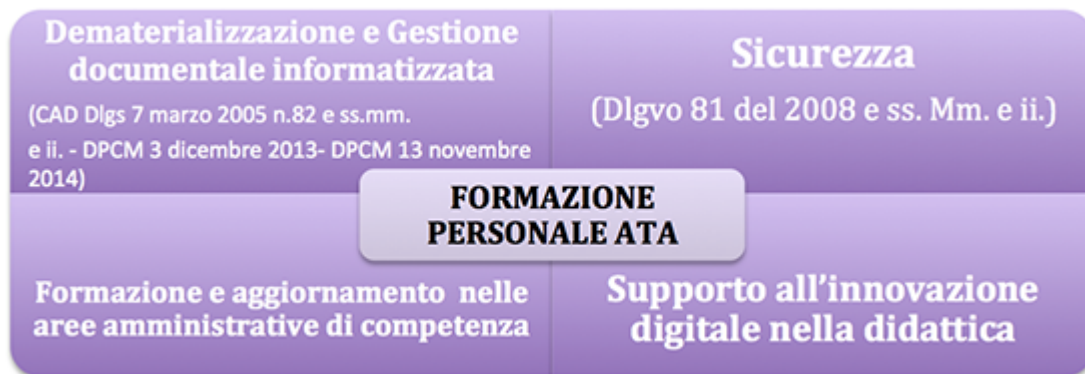 Dematerializzazione e Gestione
documentale informatizzata
(CAD Dlgs 7 marzo 2005 n.82 e ss.mm.
e ii. - DPCM 3 dicembre 2013- DPCM 13 novembre
2014)
Sicurezza
(Dlgvo 81 del 2008 e ss. Mm. e ii.)
FORMAZIONE
PERSONALE ATA
Formazione e aggiornamento nelle
aree amministrative di competenza
Supporto all’innovazione
digitale nella didattica